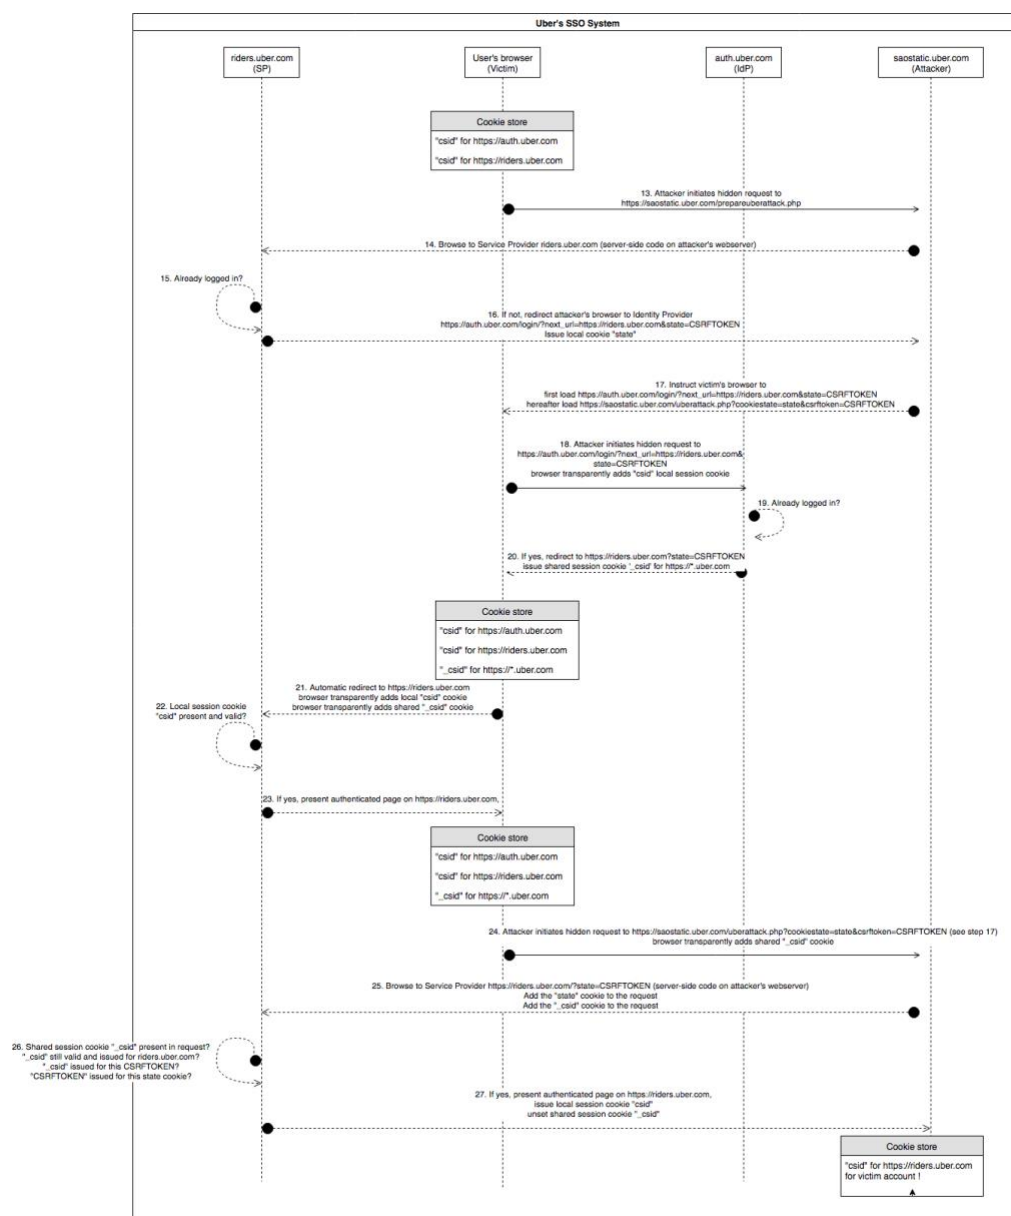 Uber's SSO System
riders.uber.com
(SP)
User's browser
(Victim)
auth.uber.com
(IdP)
saostatic.uber.com
(Attacker)
Cookie store
"csid" for https://auth.uber.com
"csid" for https://riders.uber.com
13. Attacker initiates hidden request to
https://saostatic.uber.com/prepareuberattack.php
14. Browse to Service Provider riders.uber.com (server-side code on attacker's webserver)
15. Already logged in?
16. If not, redirect attacker's browser to Identity Provider
https://auth.uber.com/login/?next_url=https://riders.uber.com&state=CSRFTOKEN
Issue local cookie "state"
17. Instruct victim's browser to
first load https://auth.uber.com/login/?next_url=https://riders.uber.com&state=CSRFTOKEN
hereafter load https://saostatic.uber.com/uberattack.php?cookiestate=state&csrftoken=CSRFTOKEN
18. Attacker initiates hidden request to
https://auth.uber.com/login/?next_url=https://riders.uber.com&
state=CSRFTOKEN
browser transparently adds "csid" local session cookie
19. Already logged in?
20. If yes, redirect to https://riders.uber.com?state=CSRFTOKEN
issue shared session cookie '_csid' for https://*.uber.com
Cookie store
"csid" for https://auth.uber.com
"csid" for https://riders.uber.com
"_csid" for https://*.uber.com
21. Automatic redirect to https://riders.uber.com
browser transparently adds local "csid" cookie
browser transparently adds shared "_csid" cookie
22. Local session cookie
"csid" present and valid?
23. If yes, present authenticated page on https://riders.uber.com,
Cookie store
"csid" for https://auth.uber.com
"csid" for https://riders.uber.com
"_csid" for https://*.uber.com
24. Attacker initiates hidden request to https://saostatic.uber.com/uberattack.php?cookiestate=state&csrftoken=CSRFTOKEN (see step 17)
browser transparently adds shared "_csid" cookie
25. Browse to Service Provider https://riders.uber.com/?state=CSRFTOKEN (server-side code on attacker's webserver)
Add the "state" cookie to the request
Add the "_csid" cookie to the request
26. Shared session cookie "_csid" present in request?
"_csid" still valid and issued for riders.uber.com?
"_csid" issued for this CSRFTOKEN?
"CSRFTOKEN" issued for this state cookie?
27. If yes, present authenticated page on https://riders.uber.com,
issue local session cookie "csid"
unset shared session cookie "_csid"
Cookie store
"csid" for https://riders.uber.com
for victim account !